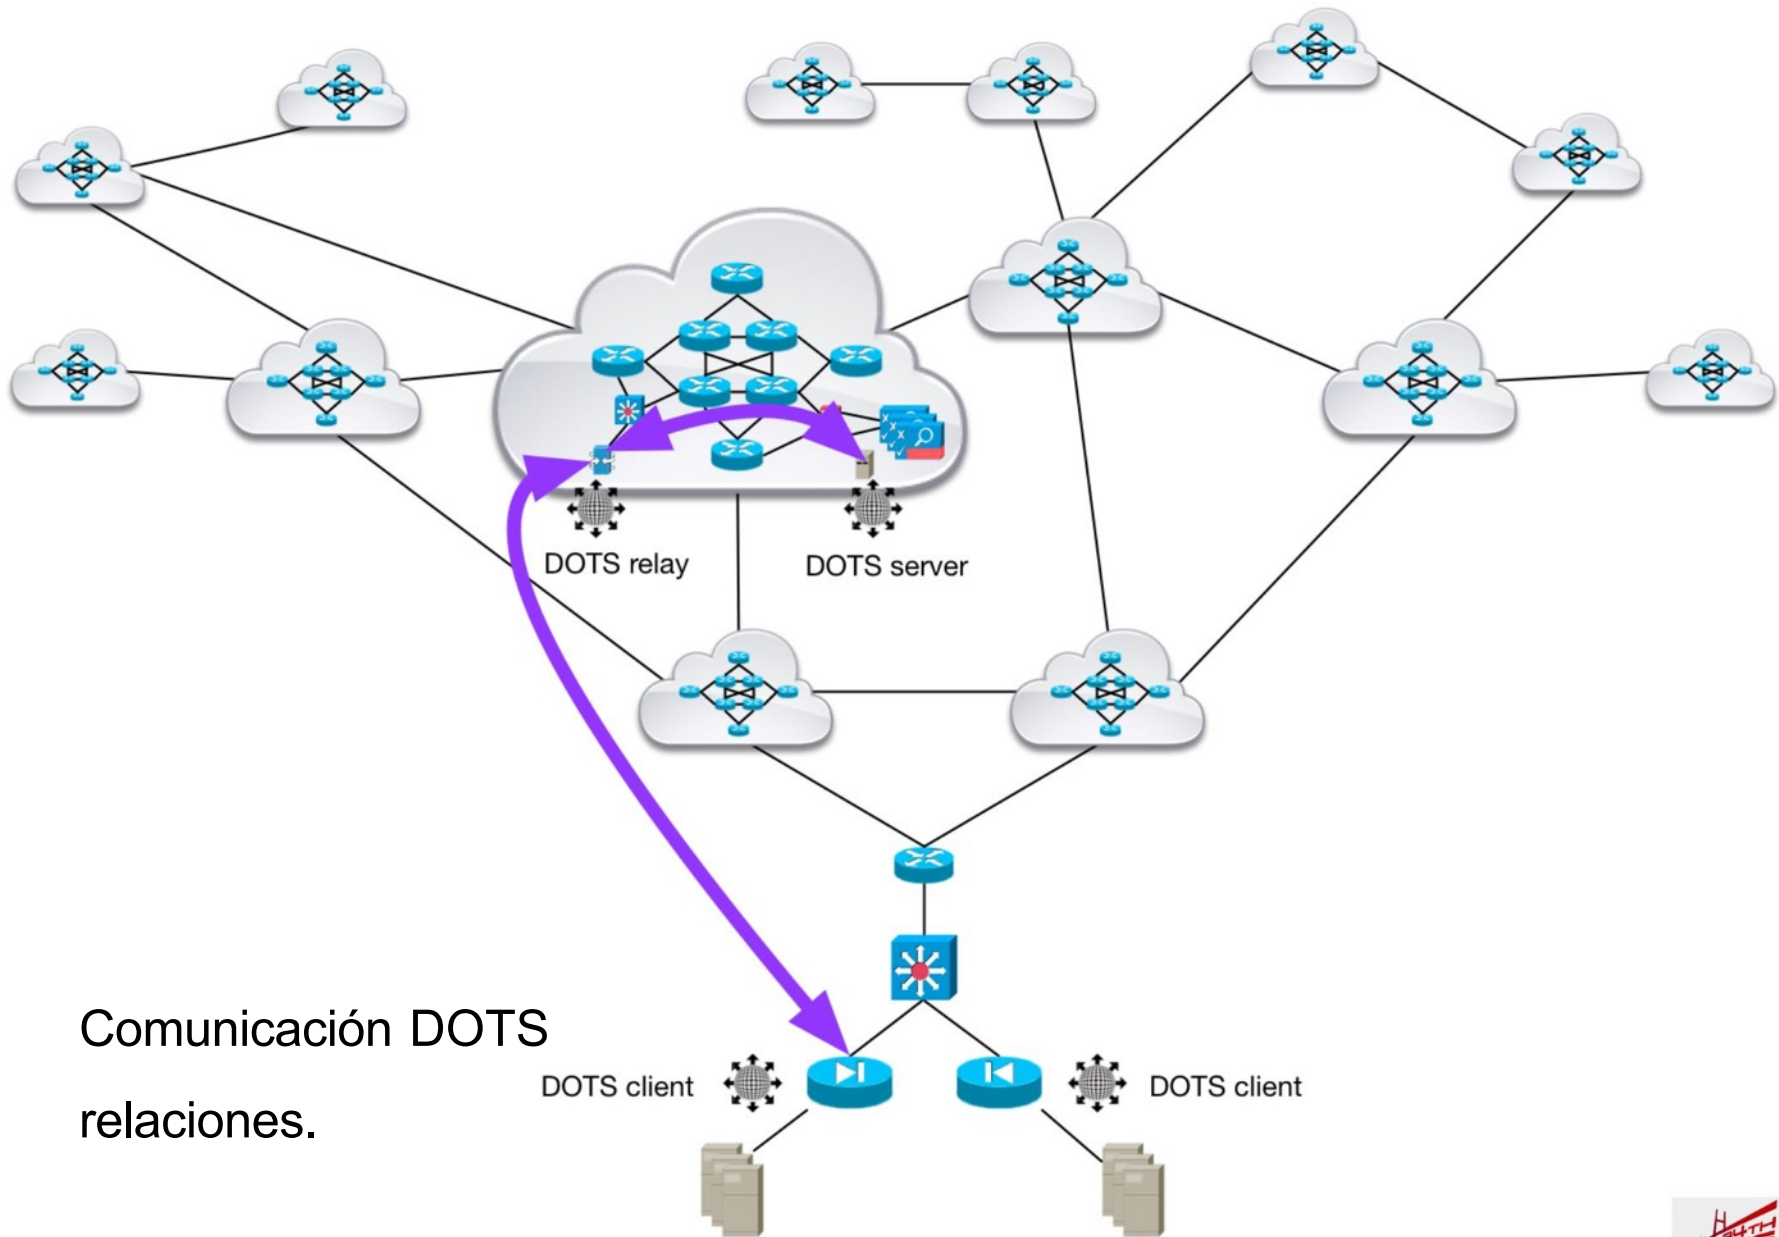 DOTS relay
DOTS server
Comunicación DOTS
relaciones.
DOTS client
DOTS client